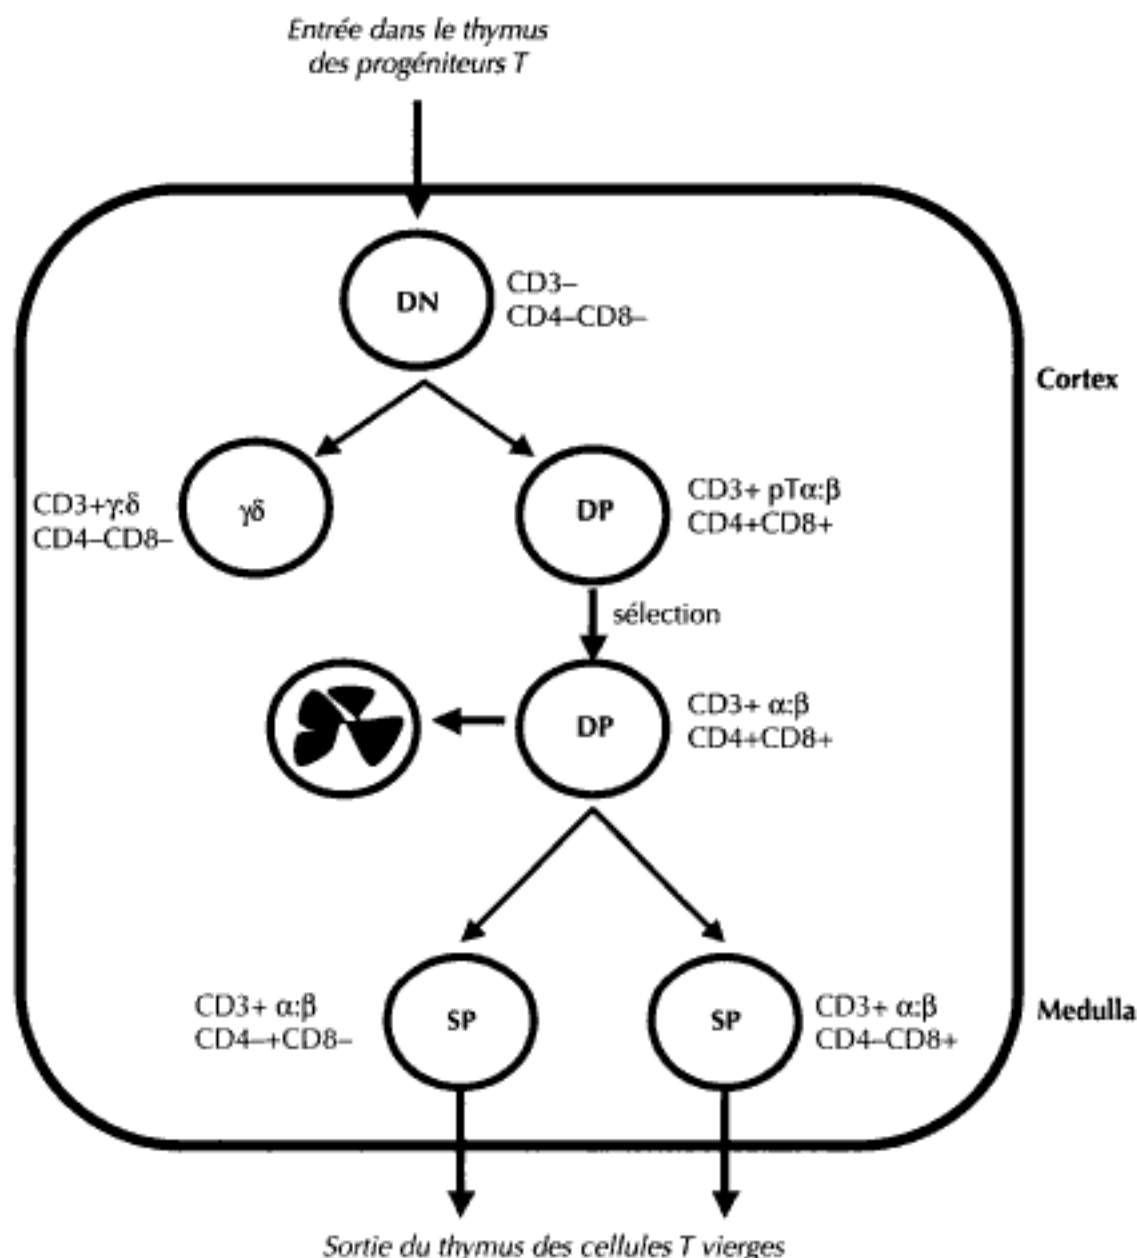 Entrée dans le thymus
des progéniteurs T
DN
CD3–
CD4–CD8–
Cortex
CD3+γ:δ
CD4–CD8–
γδ
DP
CD3+ pTα:β
CD4+CD8+
sélection
DP
CD3+ α:β
CD4+CD8+
CD3+ α:β
CD4–+CD8–
SP
SP
CD3+ α:β
CD4–CD8+
Medulla
Sortie du thymus des cellules T vierges